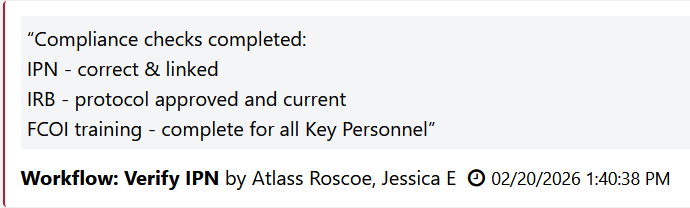 “Compliance checks completed:
IPN - correct & linked
IRB - protocol approved and current
FCOI training - complete for all Key Personnel”
Workflow: Verify IPN by Atlass Roscoe, Jessica E 02/20/2026 1:40:38 PM